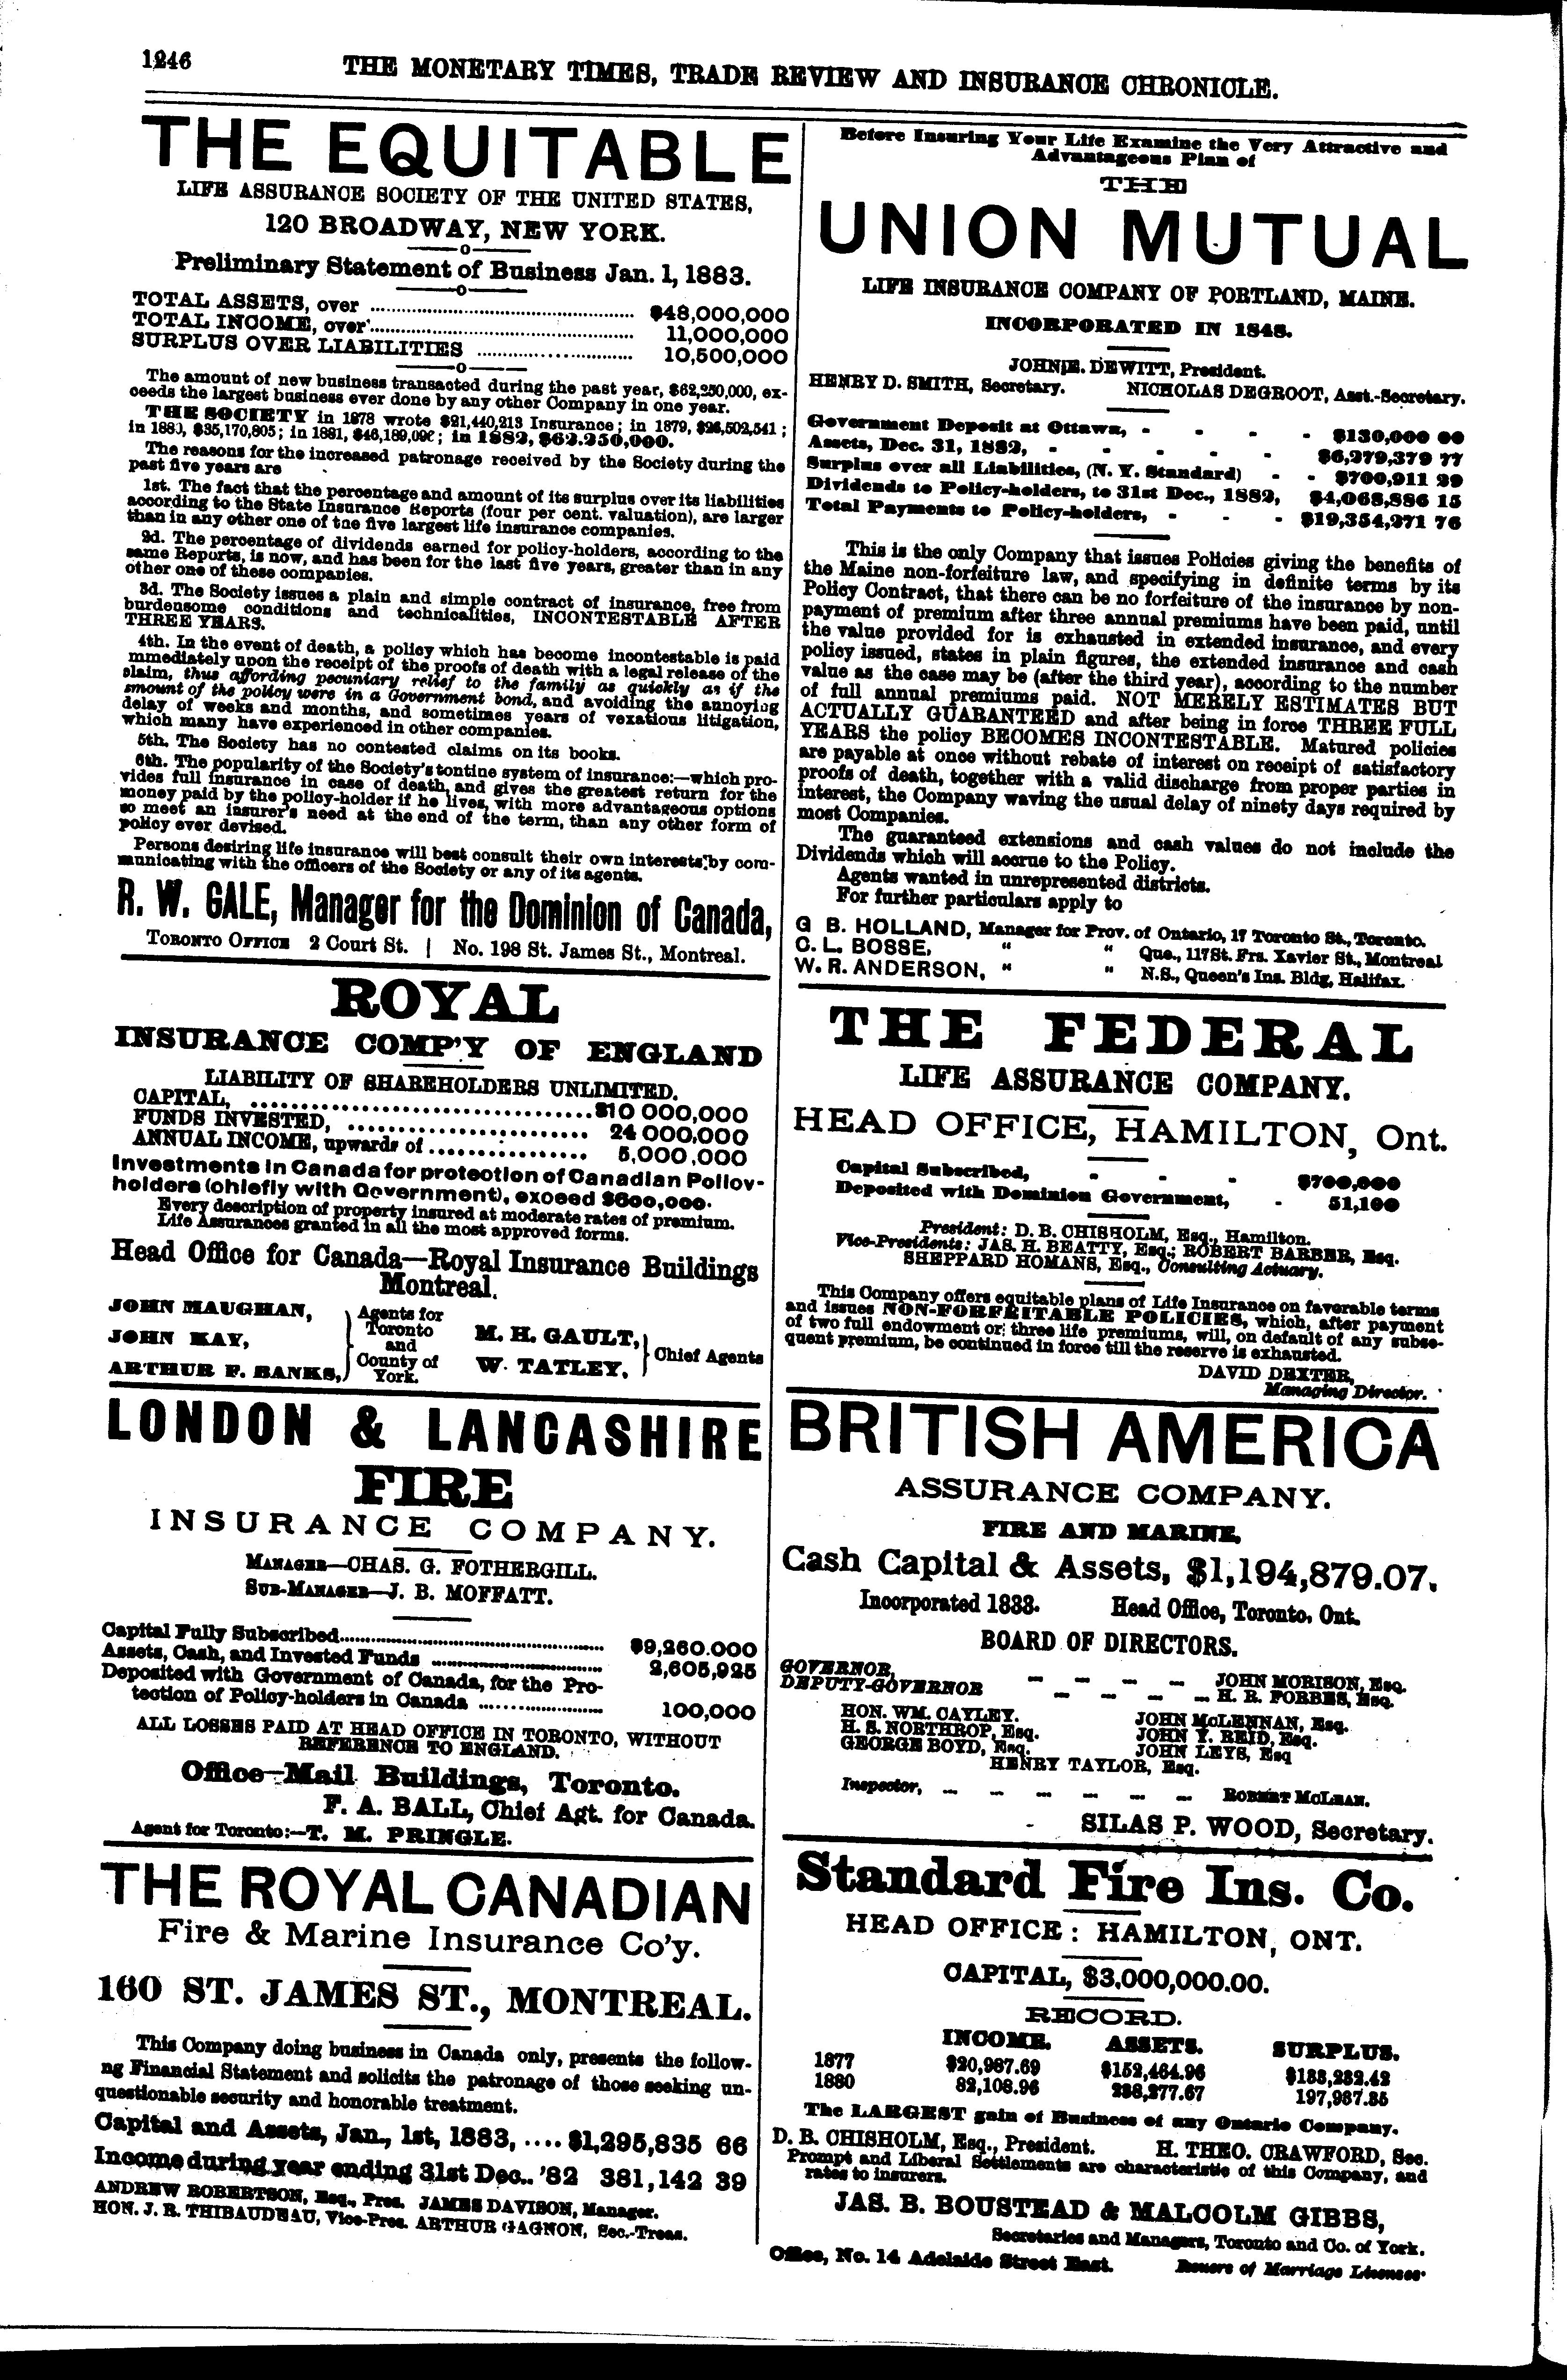 1246
THE MONETARY TIMES, TRADE REVIEW AND INSURANCE CHRONICLE.
THE EQUITABLE
LIFE ASSURANCE SOCIETY OF THE UNITED STATES,
120 BROADWAY, NEW YORK.
Preliminary Statement of Business Jan. 1, 1883.
TOTAL ASSETS, over $48,000,000
TOTAL INCOME, over 11,000,000
SURPLUS OVER LIABILITIES 10,500,000
The amount of new business transacted during the past year, $62,250,000, ex-
ceeds the largest business ever done by any other Company in one year.
THE SOCIETY in 1878 wrote $21,440,213 Insurance; in 1879, $26,502,541;
in 1880, $35,170,805; in 1881, $46,189,09; in 1882, $62,250,000.
The reasons for the increased patronage received by the Society during the
past five years are
1st. The fact that the percentage and amount of its surplus over its liabilities
according to the State Insurance Reports (four per cent. valuation), are larger
than in any other one of the five largest life insurance companies.
2d. The percentage of dividends earned for policy-holders, according to the
same Reports, is now, and has been for the last five years, greater than in any
other one of these companies.
3d. The Society issues a plain and simple contract of insurance, free from
burdensome conditions and technicalities, INCONTESTABLE AFTER
THREE YEARS.
4th. In the event of death, a policy which has become incontestable is paid
mmediately upon the receipt of the proofs of death with a legal release of the
claim, thus affording pecuniary relief to the family as quickly as if the
amount of the policy were in a Government bond, and avoiding the annoying
delay of weeks and months, and sometimes years of vexatious litigation,
which many have experienced in other companies.
5th. The Society has no contested claims on its books.
6th. The popularity of the Society's tontine system of insurance:—which pro-
vides full insurance in case of death, and gives the greatest return for the
money paid by the policy-holder if he lives, with more advantageous options
so meet an insurer's need at the end of the term, than any other form of
policy ever devised.
Persons desiring life insurance will best consult their own interests by com-
municating with the officers of the Society or any of its agents.
R. W. GALE, Manager for the Dominion of Canada,
TORONTO OFFICE 2 Court St. | No. 198 St. James St., Montreal.
ROYAL
INSURANCE COMP'Y OF ENGLAND
LIABILITY OF SHAREHOLDERS UNLIMITED.
CAPITAL, $10 000,000
FUNDS INVESTED, 24 000,000
ANNUAL INCOME, upwards of 5,000,000
Investments in Canada for protection of Canadian Policy-
holders (chiefly with Government), exceed $600,000.
Every description of property insured at moderate rates of premium.
Life Assurances granted in all the most approved forms.
Head Office for Canada—Royal Insurance Buildings
Montreal.
JOHN MAUGHAN,
JOHN KAY,
ARTHUR F. BANKS,
Agents for
Toronto
and
County of
York.
M. H. GAULT,
W. TATLEY,
Chief Agents
LONDON & LANCASHIRE
FIRE
INSURANCE COMPANY.
MANAGER—CHAS. G. FOTHERGILL.
SUB-MANAGER—J. B. MOFFATT.
Capital Fully Subscribed $9,260.000
Assets, Cash, and Invested Funds 2,605,925
Deposited with Government of Canada, for the Pro-
tection of Policy-holders in Canada 100,000
ALL LOSSES PAID AT HEAD OFFICE IN TORONTO, WITHOUT
REFERENCE TO ENGLAND.
Office—Mail Buildings, Toronto.
F. A. BALL, Chief Agt. for Canada.
Agent for Toronto:—T. M. PRINGLE.
THE ROYAL CANADIAN
Fire & Marine Insurance Co'y.
160 ST. JAMES ST., MONTREAL.
This Company doing business in Canada only, presents the follow-
ng Financial Statement and solicits the patronage of those seeking un-
questionable security and honorable treatment.
Capital and Assets, Jan., 1st, 1883, .... $1,295,835 66
Income during year ending 31st Dec.. '82 381,142 39
ANDREW ROBERTSON, Esq., Pres. JAMES DAVISON, Manager.
HON. J. R. THIBAUDEAU, Vice-Pres. ARTHUR GAGNON, Sec.-Treas.
Before Insuring Your Life Examine the Very Attractive and
Advantageous Plan of
THE
UNION MUTUAL
LIFE INSURANCE COMPANY OF PORTLAND, MAINE.
INCORPORATED IN 1848.
JOHN E. DEWITT, President.
HENRY D. SMITH, Secretary. NICHOLAS DEGROOT, Asst.-Secretary.
Government Deposit at Ottawa, - - - - $130,000 00
Assets, Dec. 31, 1882, - - - - - - $6,279,379 77
Surplus over all Liabilities, (N. Y. Standard) - - $700,911 29
Dividends to Policy-holders, to 31st Dec., 1882, $4,068,886 15
Total Payments to Policy-holders, - - - $19,354,271 76
This is the only Company that issues Policies giving the benefits of
the Maine non-forfeiture law, and specifying in definite terms by its
Policy Contract, that there can be no forfeiture of the insurance by non-
payment of premium after three annual premiums have been paid, until
the value provided for is exhausted in extended insurance, and every
policy issued, states in plain figures, the extended insurance and cash
value as the case may be (after the third year), according to the number
of full annual premiums paid. NOT MERELY ESTIMATES BUT
ACTUALLY GUARANTEED and after being in force THREE FULL
YEARS the policy BECOMES INCONTESTABLE. Matured policies
are payable at once without rebate of interest on receipt of satisfactory
proofs of death, together with a valid discharge from proper parties in
interest, the Company waving the usual delay of ninety days required by
most Companies.
The guaranteed extensions and cash values do not include the
Dividends which will accrue to the Policy.
Agents wanted in unrepresented districts.
For further particulars apply to
G B. HOLLAND, Manager for Prov. of Ontario, 17 Toronto St., Toronto.
C. L. BOSSE, " " Que., 117 St. Frs. Xavier St., Montreal
W. R. ANDERSON, " " N.S., Queen's Ins. Bldg, Halifax.
THE FEDERAL
LIFE ASSURANCE COMPANY.
HEAD OFFICE, HAMILTON, Ont.
Capital Subscribed, - - - $700,000
Deposited with Dominion Government, - 51,100
President: D. B. CHISHOLM, Esq., Hamilton.
Vice-Presidents: JAS. H. BEATTY, Esq.; ROBERT BARBER, Esq.
SHEPPARD HOMANS, Esq., Consulting Actuary.
This Company offers equitable plans of Life Insurance on favorable terms
and issues NON-FORFEITABLE POLICIES, which, after payment
of two full endowment or three life premiums, will, on default of any subse-
quent premium, be continued in force till the reserve is exhausted.
DAVID DEXTER,
Managing Director.
BRITISH AMERICA
ASSURANCE COMPANY.
FIRE AND MARINE.
Cash Capital & Assets, $1,194,879.07.
Incorporated 1833. Head Office, Toronto, Ont.
BOARD OF DIRECTORS.
GOVERNOR, - - - - JOHN MORISON, Esq.
DEPUTY-GOVERNOR - - - - H. R. FORBES, Esq.
HON. WM. CAYLEY. JOHN McLENNAN, Esq.
H. S. NORTHROP, Esq. JOHN Y. REID, Esq.
GEORGE BOYD, Esq. JOHN LEYS, Esq
HENRY TAYLOR, Esq.
Inspector, - - - - - - ROBERT McLEAN.
SILAS P. WOOD, Secretary.
Standard Fire Ins. Co.
HEAD OFFICE: HAMILTON, ONT.
CAPITAL, $3,000,000.00.
RECORD.
INCOME. ASSETS. SURPLUS.
1877 $20,987.69 $152,464.96 $133,232.42
1880 82,108.96 238,277.67 197,987.35
The LARGEST gain of Business of any Ontario Company.
D. B. CHISHOLM, Esq., President. H. THEO. CRAWFORD, Sec.
Prompt and Liberal Settlements are characteristic of this Company, and
rates to insurers.
JAS. B. BOUSTEAD & MALCOLM GIBBS,
Secretaries and Managers, Toronto and Co. of York.
Office, No. 14 Adelaide Street East. Issuers of Marriage Licenses.